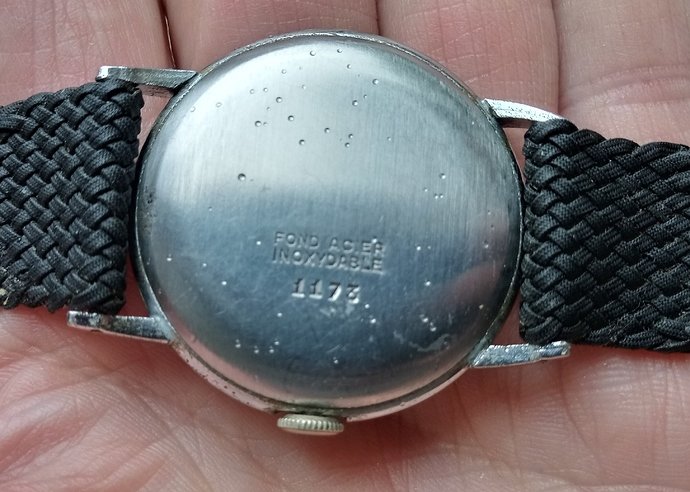 FOND ACIER
INOXYDABLE
1173